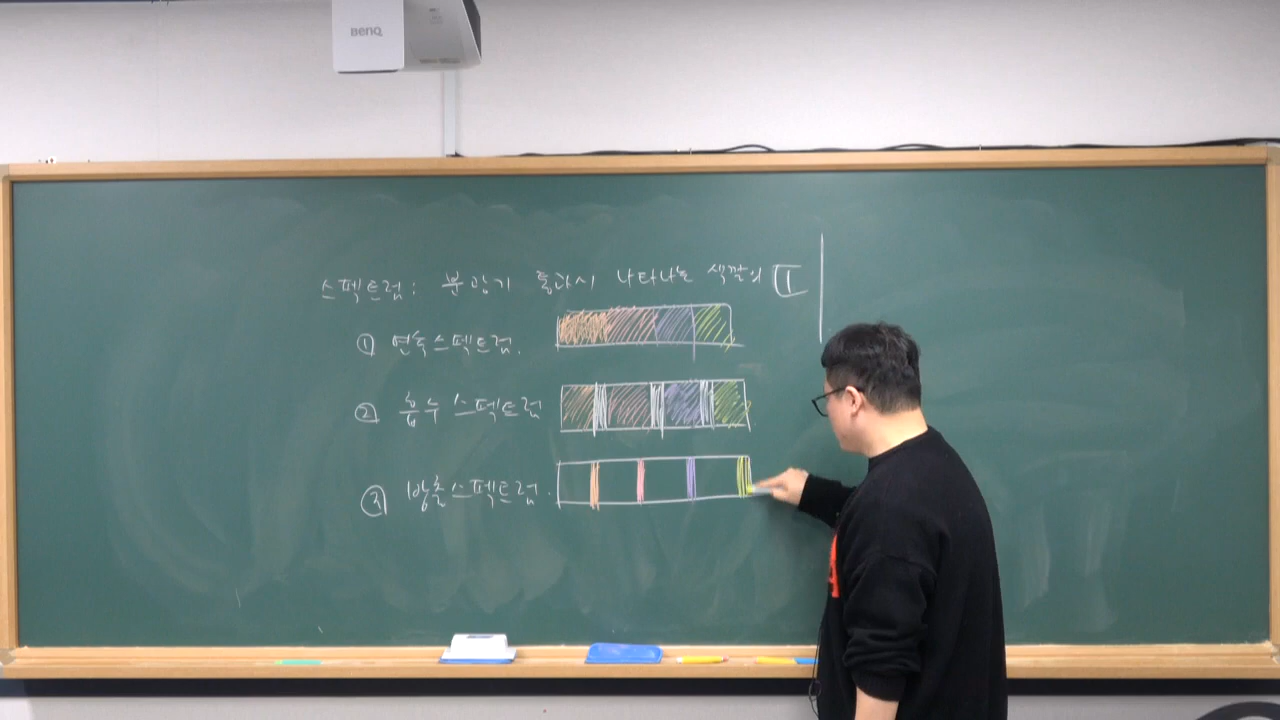 BenQ
스펙트럼: 분광기 통과시 나타나는 색깔의 띠
① 연속스펙트럼.
② 흡수 스펙트럼
③ 방출스펙트럼.